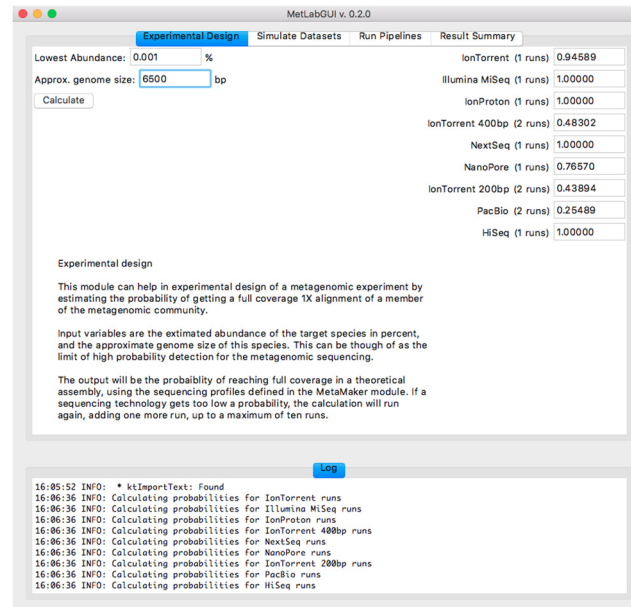 MetLabGUI v. 0.2.0
Experimental Design Simulate Datasets Run Pipelines Result Summary
Lowest Abundance: 0.001 %
Approx. genome size: 6500 bp
Calculate
IonTorrent (1 runs) 0.94589
Illumina MiSeq (1 runs) 1.00000
IonProton (1 runs) 1.00000
IonTorrent 400bp (2 runs) 0.48302
NextSeq (1 runs) 1.00000
NanoPore (1 runs) 0.76570
IonTorrent 200bp (2 runs) 0.43894
PacBio (2 runs) 0.25489
HiSeq (1 runs) 1.00000
Experimental design
This module can help in experimental design of a metagenomic experiment by
estimating the probability of getting a full coverage 1X alignment of a member
of the metagenomic community.
Input variables are the extimated abundance of the target species in percent,
and the approximate genome size of this species. This can be though of as the
limit of high probability detection for the metagenomic sequencing.
The output will be the probaiblity of reaching full coverage in a theoretical
assembly, using the sequencing profiles defined in the MetaMaker module. If a
sequencing technology gets too low a probability, the calculation will run
again, adding one more run, up to a maximum of ten runs.
Log
16:05:52 INFO: * ktImportText: Found
16:06:36 INFO: Calculating probabilities for IonTorrent runs
16:06:36 INFO: Calculating probabilities for Illumina MiSeq runs
16:06:36 INFO: Calculating probabilities for IonProton runs
16:06:36 INFO: Calculating probabilities for IonTorrent 400bp runs
16:06:36 INFO: Calculating probabilities for NextSeq runs
16:06:36 INFO: Calculating probabilities for NanoPore runs
16:06:36 INFO: Calculating probabilities for IonTorrent 200bp runs
16:06:36 INFO: Calculating probabilities for PacBio runs
16:06:36 INFO: Calculating probabilities for HiSeq runs